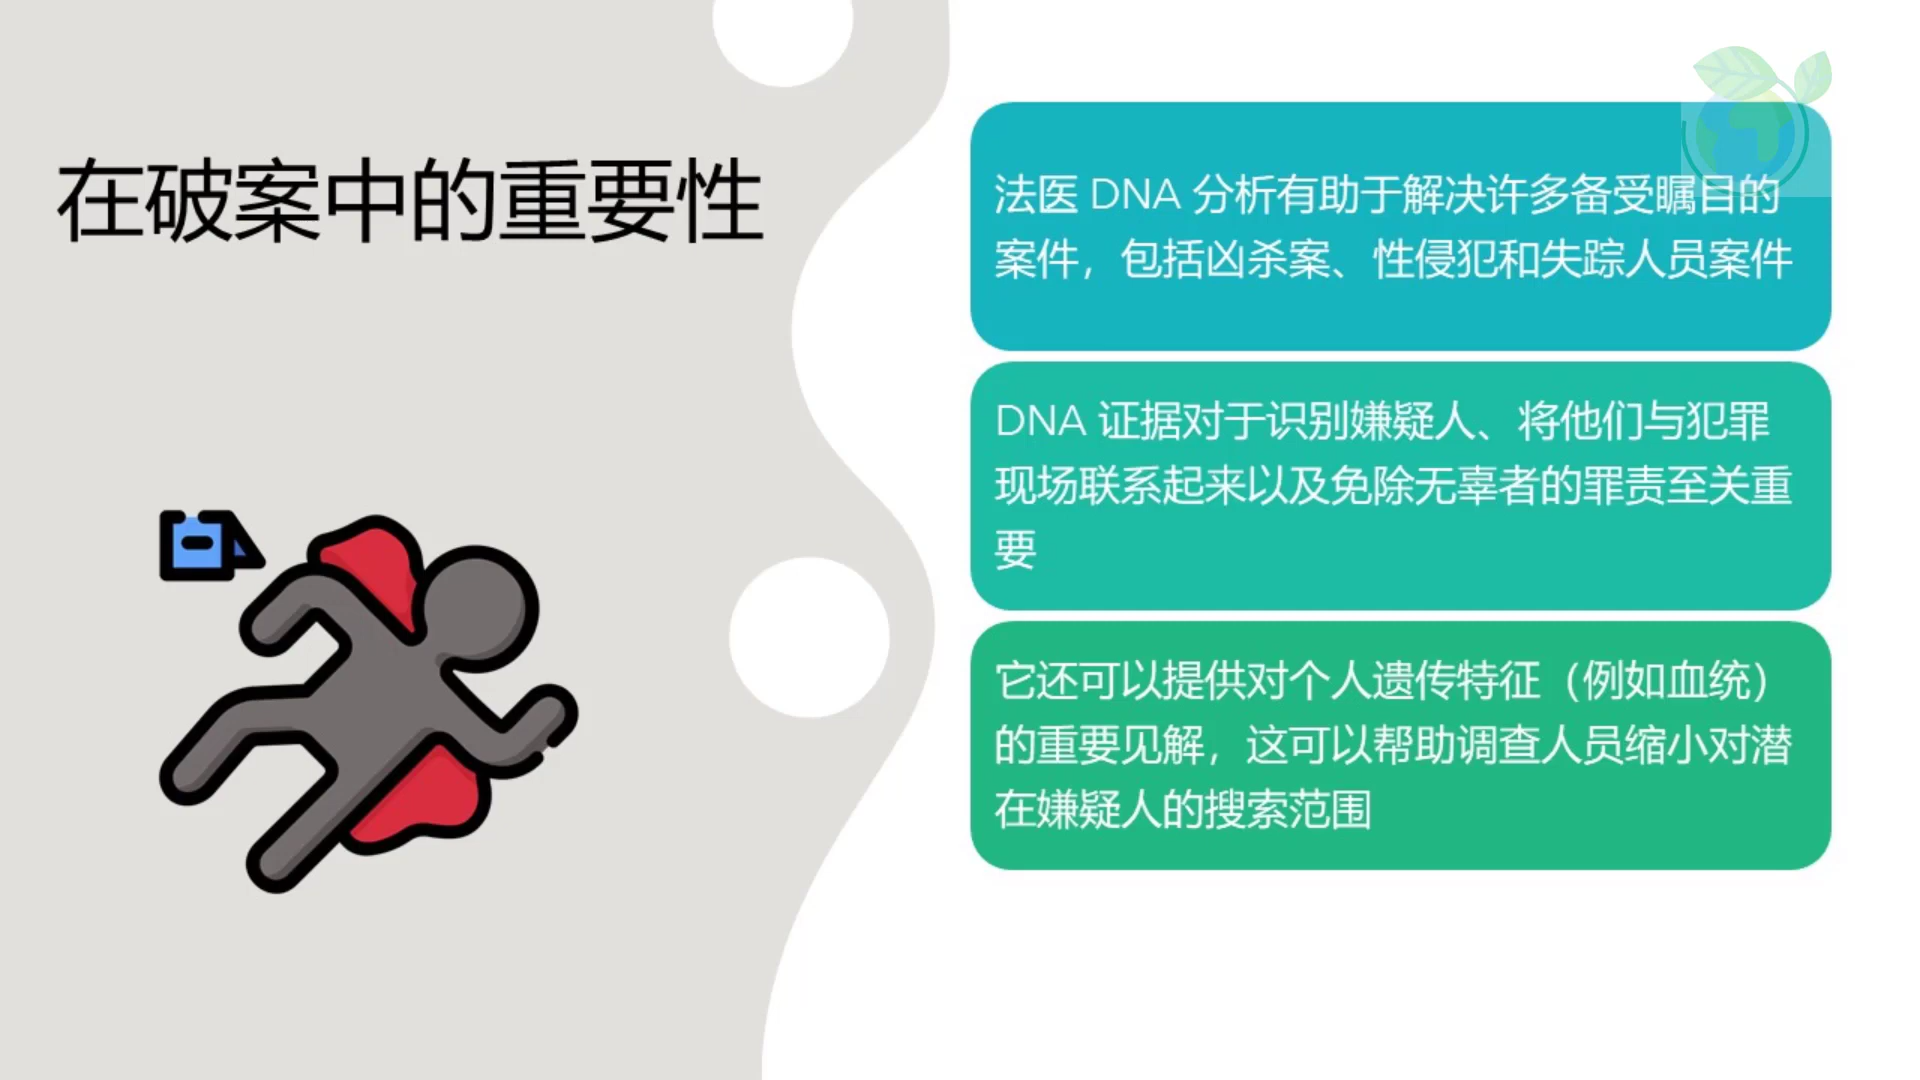 在破案中的重要性
法医 DNA 分析有助于解决许多备受瞩目的
案件，包括凶杀案、性侵犯和失踪人员案件
DNA 证据对于识别嫌疑人、将他们与犯罪
现场联系起来以及免除无辜者的罪责至关重
要
它还可以提供对个人遗传特征（例如血统）
的重要见解，这可以帮助调查人员缩小对潜
在嫌疑人的搜索范围